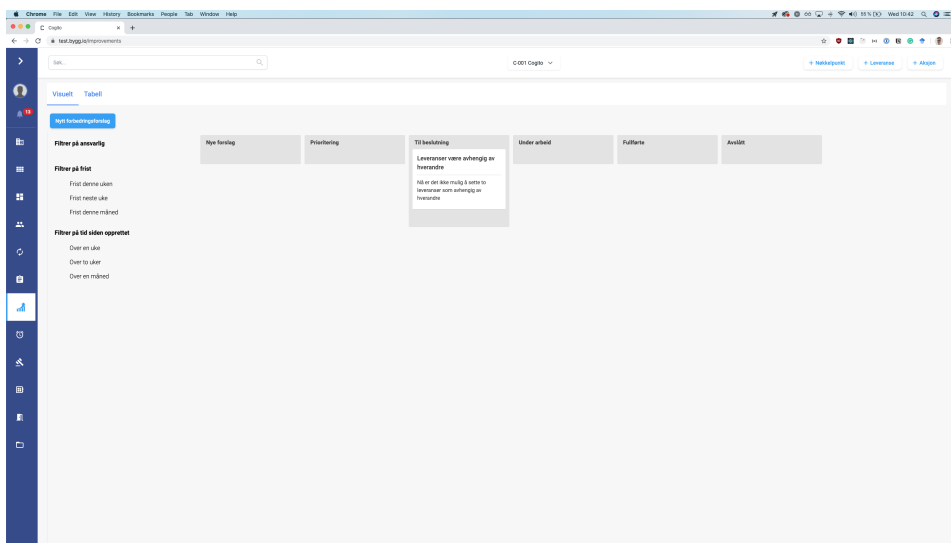 Chrome File Edit View History Bookmarks People Tab Window Help
55 % Wed 10:42
Cogito
test.bygg.io/improvements
Søk...
C-001 Cogito
+ Nøkkelpunkt + Leveranse + Aksjon
13
Visuelt Tabell
Nytt forbedringsforslag
Filtrer på ansvarlig
Filtrer på frist
Frist denne uken
Frist neste uke
Frist denne måned
Filtrer på tid siden opprettet
Over en uke
Over to uker
Over en måned
Nye forslag Prioritering Til beslutning Under arbeid Fullførte Avslått
Leveranser være avhengig av
hverandre
Nå er det ikke mulig å sette to
leveranser som avhengig av
hverandre